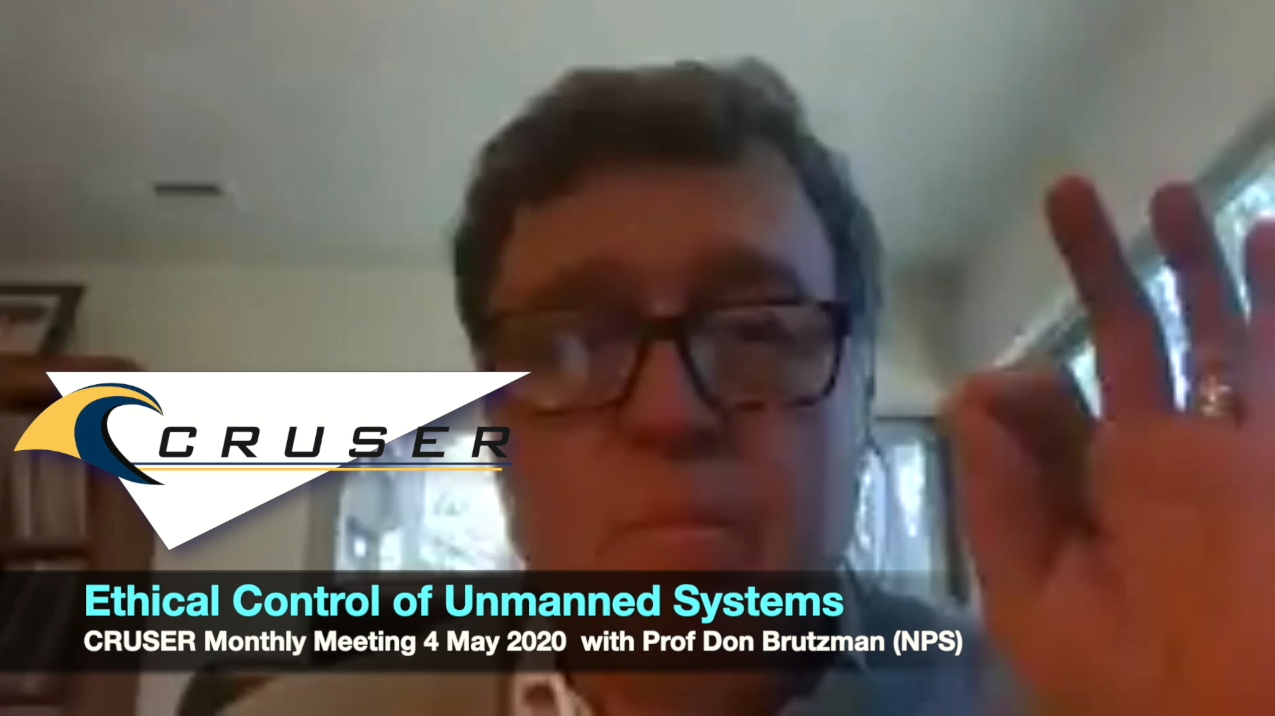 CRUSER
Ethical Control of Unmanned Systems
CRUSER Monthly Meeting 4 May 2020 with Prof Don Brutzman (NPS)